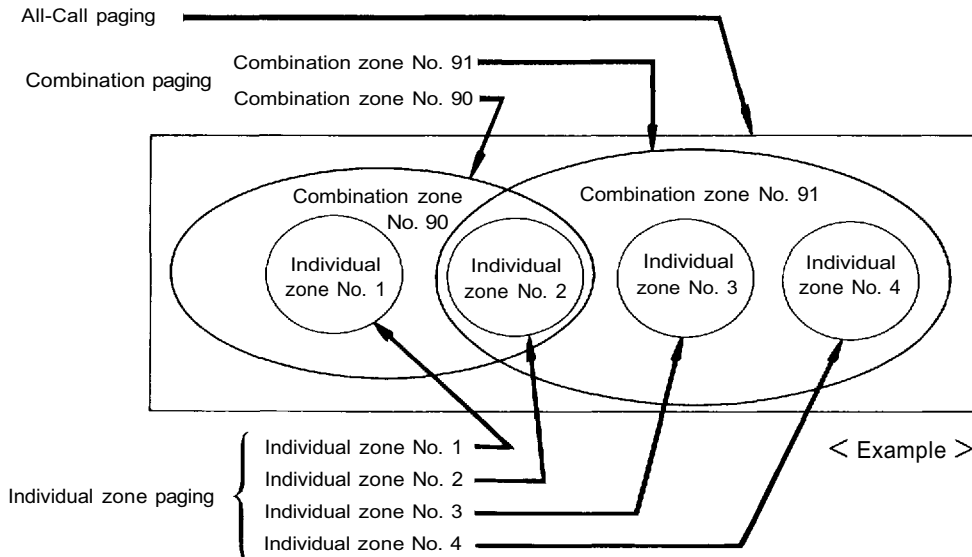 All-Call paging
Combination paging
Combination zone No. 91
Combination zone No. 90
Combination zone
No. 90
Combination zone No. 91
Individual
zone No. 1
Individual
zone No. 2
Individual
zone No. 3
Individual
zone No. 4
Individual zone paging
Individual zone No. 1
Individual zone No. 2
Individual zone No. 3
Individual zone No. 4
< Example >